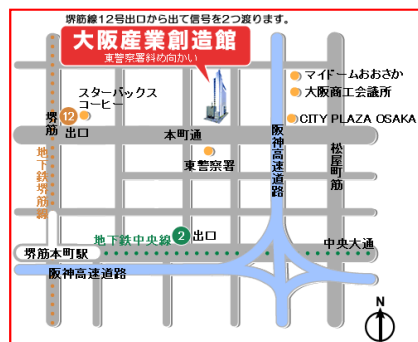 堺筋線12号出口から出て信号を2つ渡ります。
大阪産業創造館
東警察署斜め向かい
マイドームおおさか
大阪商工会議所
CITY PLAZA OSAKA
スターバックス
コーヒー
堺筋
12
出口
本町通
東警察署
阪神高速道路
松屋町筋
地下鉄堺筋線
地下鉄中央線
2
出口
中央大通
堺筋本町駅
阪神高速道路
N